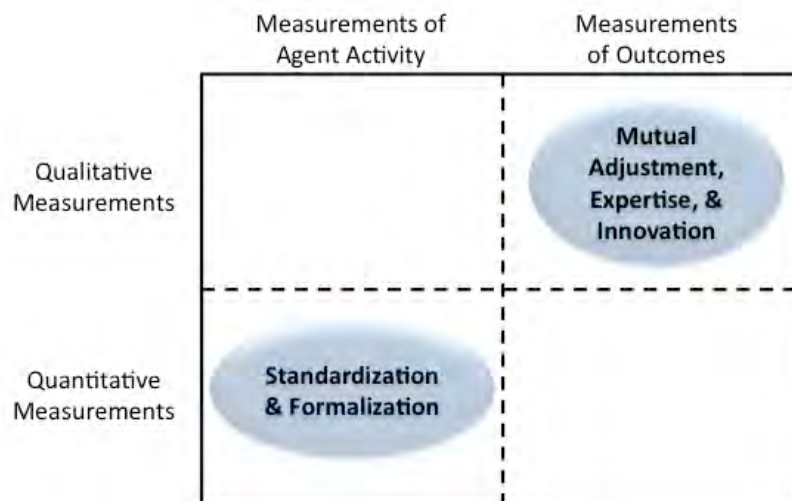 Measurements of
Agent Activity
Measurements
of Outcomes
Qualitative
Measurements
Mutual
Adjustment,
Expertise, &
Innovation
Quantitative
Measurements
Standardization
& Formalization